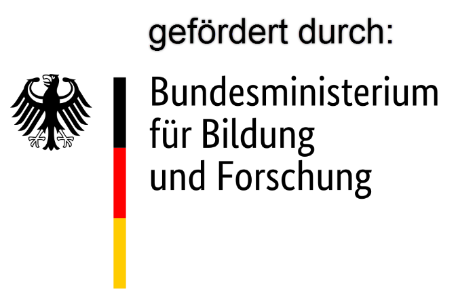 gefördert durch:
Bundesministerium
für Bildung
und Forschung